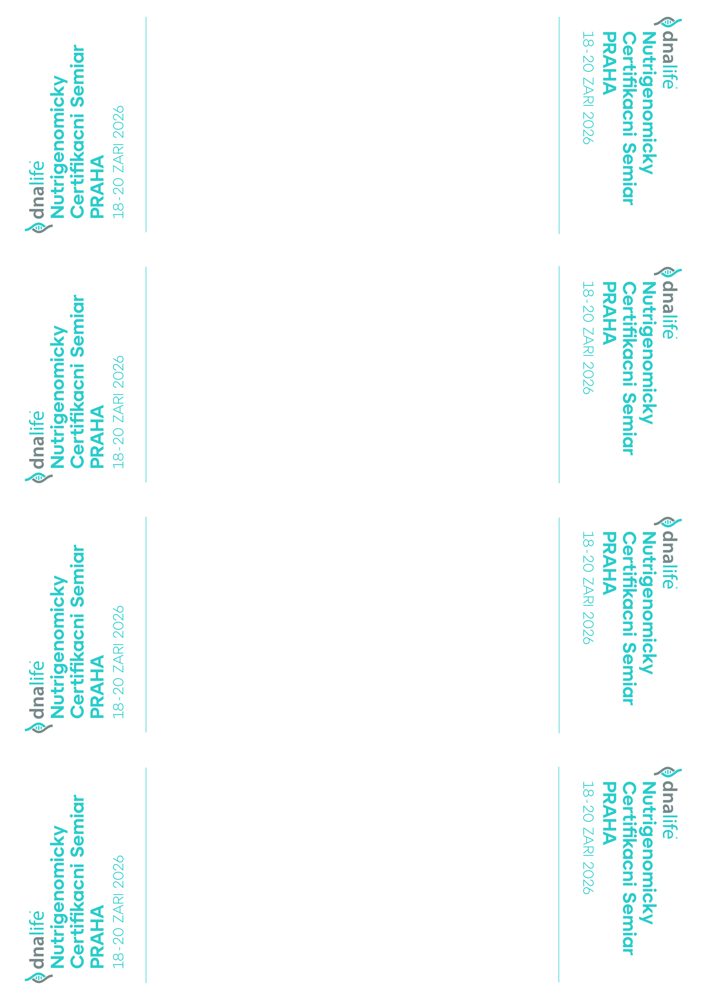 dnalife
Nutrigenomicky
Certifikacni Semiar
PRAHA
18-20 ZARI 2026
dnalife
Nutrigenomicky
Certifikacni Semiar
PRAHA
18-20 ZARI 2026
dnalife
Nutrigenomicky
Certifikacni Semiar
PRAHA
18-20 ZARI 2026
dnalife
Nutrigenomicky
Certifikacni Semiar
PRAHA
18-20 ZARI 2026
dnalife
Nutrigenomicky
Certifikacni Semiar
PRAHA
18-20 ZARI 2026
dnalife
Nutrigenomicky
Certifikacni Semiar
PRAHA
18-20 ZARI 2026
dnalife
Nutrigenomicky
Certifikacni Semiar
PRAHA
18-20 ZARI 2026
dnalife
Nutrigenomicky
Certifikacni Semiar
PRAHA
18-20 ZARI 2026